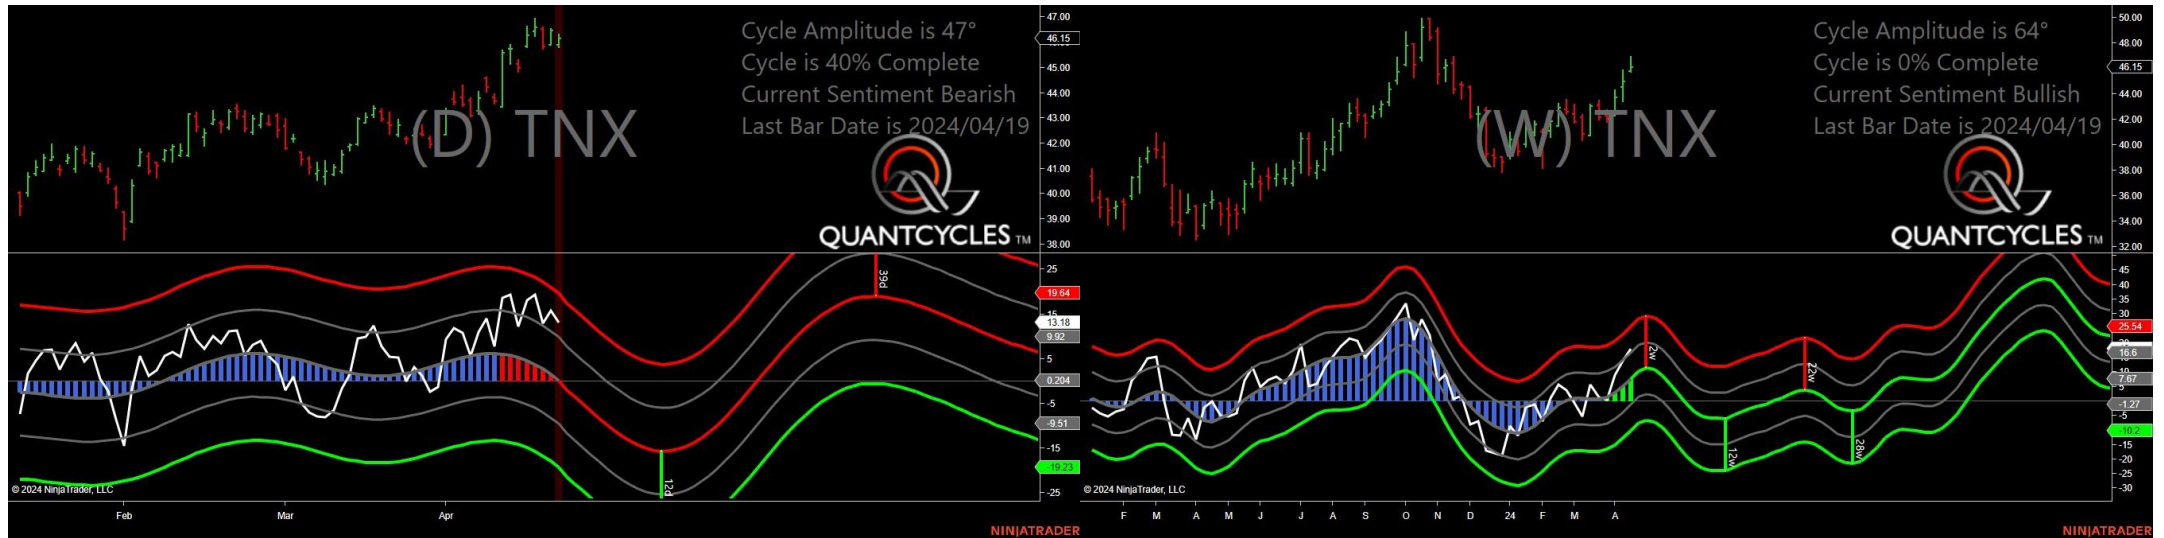 Cycle Amplitude is 47°
Cycle is 40% Complete
Current Sentiment Bearish
Last Bar Date is 2024/04/19
(D) TNX
QUANTCYCLES TM
47.00
46.15
45.00
44.00
43.00
42.00
41.00
40.00
39.00
38.00
25
19.64
15
13.18
9.92
5
0.204
-5
-9.51
-15
-19.23
-25
39d
12d
© 2024 NinjaTrader, LLC
Feb
Mar
Apr
NINJATRADER
Cycle Amplitude is 64°
Cycle is 0% Complete
Current Sentiment Bullish
Last Bar Date is 2024/04/19
(W) TNX
QUANTCYCLES TM
50.00
48.00
46.15
44.00
42.00
40.00
38.00
36.00
34.00
32.00
45
40
35
30
25.54
16.6
10
7.67
5
-1.27
-5
-10.2
-15
-20
-25
-30
2w
22w
12w
28w
© 2024 NinjaTrader, LLC
F
M
A
M
J
J
A
S
O
N
D
24
F
M
A
NINJATRADER